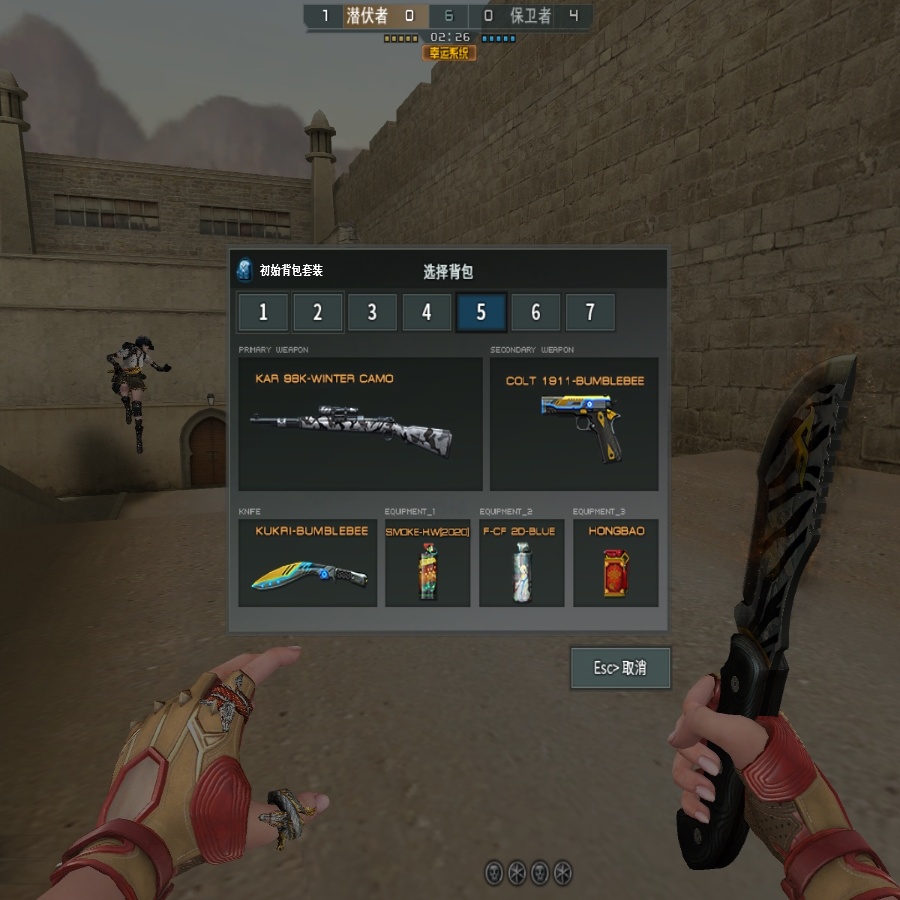 1 潜伏者 0 6 0 保卫者 4
02:26
幸运系统
初始背包套装
选择背包
1 2 3 4 5 6 7
PRIMARY WEAPON
SECONDARY WEAPON
KAR 98K-WINTER CAMO
COLT 1911-BUMBLEBEE
KNIFE
EQUIPMENT_1
EQUIPMENT_2
EQUIPMENT_3
KUKRI-BUMBLEBEE
SMOKE-HW(2020)
F-CF 2D-BLUE
HONGBAO
Esc>取消